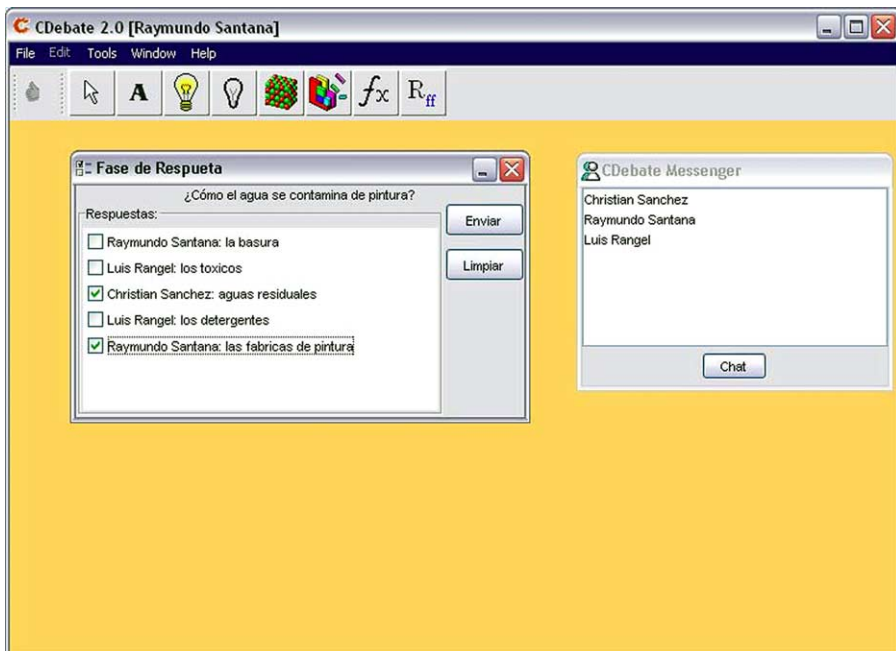 CDebate 2.0 [Raymundo Santana]
File Edit Tools Window Help
A fx Rff
Fase de Respueta
¿Cómo el agua se contamina de pintura?
Respuestas:
Raymundo Santana: la basura
Luis Rangel: los toxicos
Christian Sanchez: aguas residuales
Luis Rangel: los detergentes
Raymundo Santana: las fabricas de pintura
Enviar
Limpiar
CDebate Messenger
Christian Sanchez
Raymundo Santana
Luis Rangel
Chat